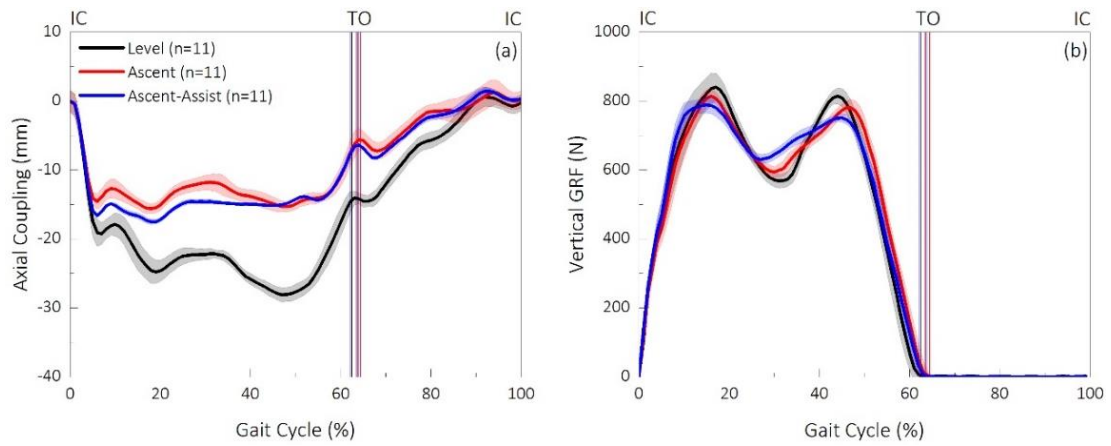 IC TO IC
10
0
-10
-20
-30
-40
Axial Coupling (mm)
Level (n=11)
Ascent (n=11)
Ascent-Assist (n=11)
(a)
0 20 40 60 80 100
Gait Cycle (%)
IC TO IC
1000
800
600
400
200
0
Vertical GRF (N)
(b)
0 20 40 60 80 100
Gait Cycle (%)